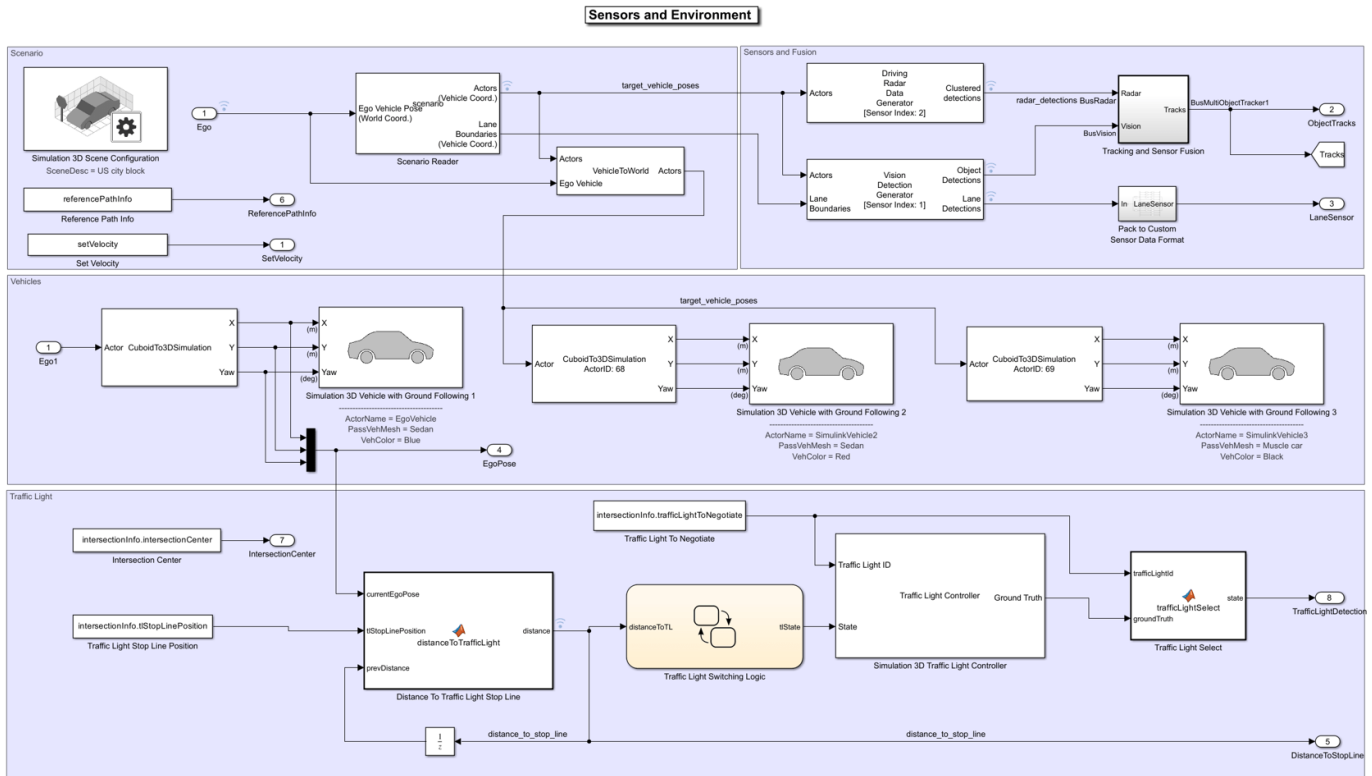 Sensors and Environment
Scenario
Simulation 3D Scene Configuration
SceneDesc = US city block
referencePathInfo
Reference Path Info
6
ReferencePathInfo
setVelocity
Set Velocity
1
SetVelocity
1
Ego
Ego Vehicle Pose
(World Coord.)
scenario
Actors
(Vehicle Coord.)
Lane
Boundaries
(Vehicle Coord.)
Scenario Reader
target_vehicle_poses
Actors
Ego Vehicle
VehicleToWorld
Actors
Sensors and Fusion
Actors
Driving
Radar
Data
Generator
[Sensor Index: 2]
Clustered
detections
radar_detections
BusRadar
Actors
Lane
Boundaries
Vision
Detection
Generator
[Sensor Index: 1]
Object
Detections
Lane
Detections
BusVision
Radar
Vision
Tracks
Tracking and Sensor Fusion
BusMultiObjectTracker1
2
ObjectTracks
Tracks
In
LaneSensor
Pack to Custom
Sensor Data Format
3
LaneSensor
Vehicles
1
Ego1
Actor
CuboidTo3DSimulation
X
Y
Yaw
(m)
(m)
(deg)
X
Y
Yaw
Simulation 3D Vehicle with Ground Following 1
ActorName = EgoVehicle
PassVehMesh = Sedan
VehColor = Blue
4
EgoPose
target_vehicle_poses
Actor
CuboidTo3DSimulation
ActorID: 68
X
Y
Yaw
(m)
(m)
(deg)
X
Y
Yaw
Simulation 3D Vehicle with Ground Following 2
ActorName = SimulinkVehicle2
PassVehMesh = Sedan
VehColor = Red
Actor
CuboidTo3DSimulation
ActorID: 69
X
Y
Yaw
(m)
(m)
(deg)
X
Y
Yaw
Simulation 3D Vehicle with Ground Following 3
ActorName = SimulinkVehicle3
PassVehMesh = Muscle car
VehColor = Black
Traffic Light
intersectionInfo.intersectionCenter
Intersection Center
7
IntersectionCenter
intersectionInfo.tlStopLinePosition
Traffic Light Stop Line Position
currentEgoPose
tlStopLinePosition
prevDistance
distanceToTrafficLight
distance
Distance To Traffic Light Stop Line
1
z
distance_to_stop_line
intersectionInfo.trafficLightToNegotiate
Traffic Light To Negotiate
distanceToTL
tlState
Traffic Light Switching Logic
Traffic Light ID
State
Traffic Light Controller
Ground Truth
Simulation 3D Traffic Light Controller
trafficLightId
groundTruth
trafficLightSelect
state
Traffic Light Select
8
TrafficLightDetection
distance_to_stop_line
5
DistanceToStopLine